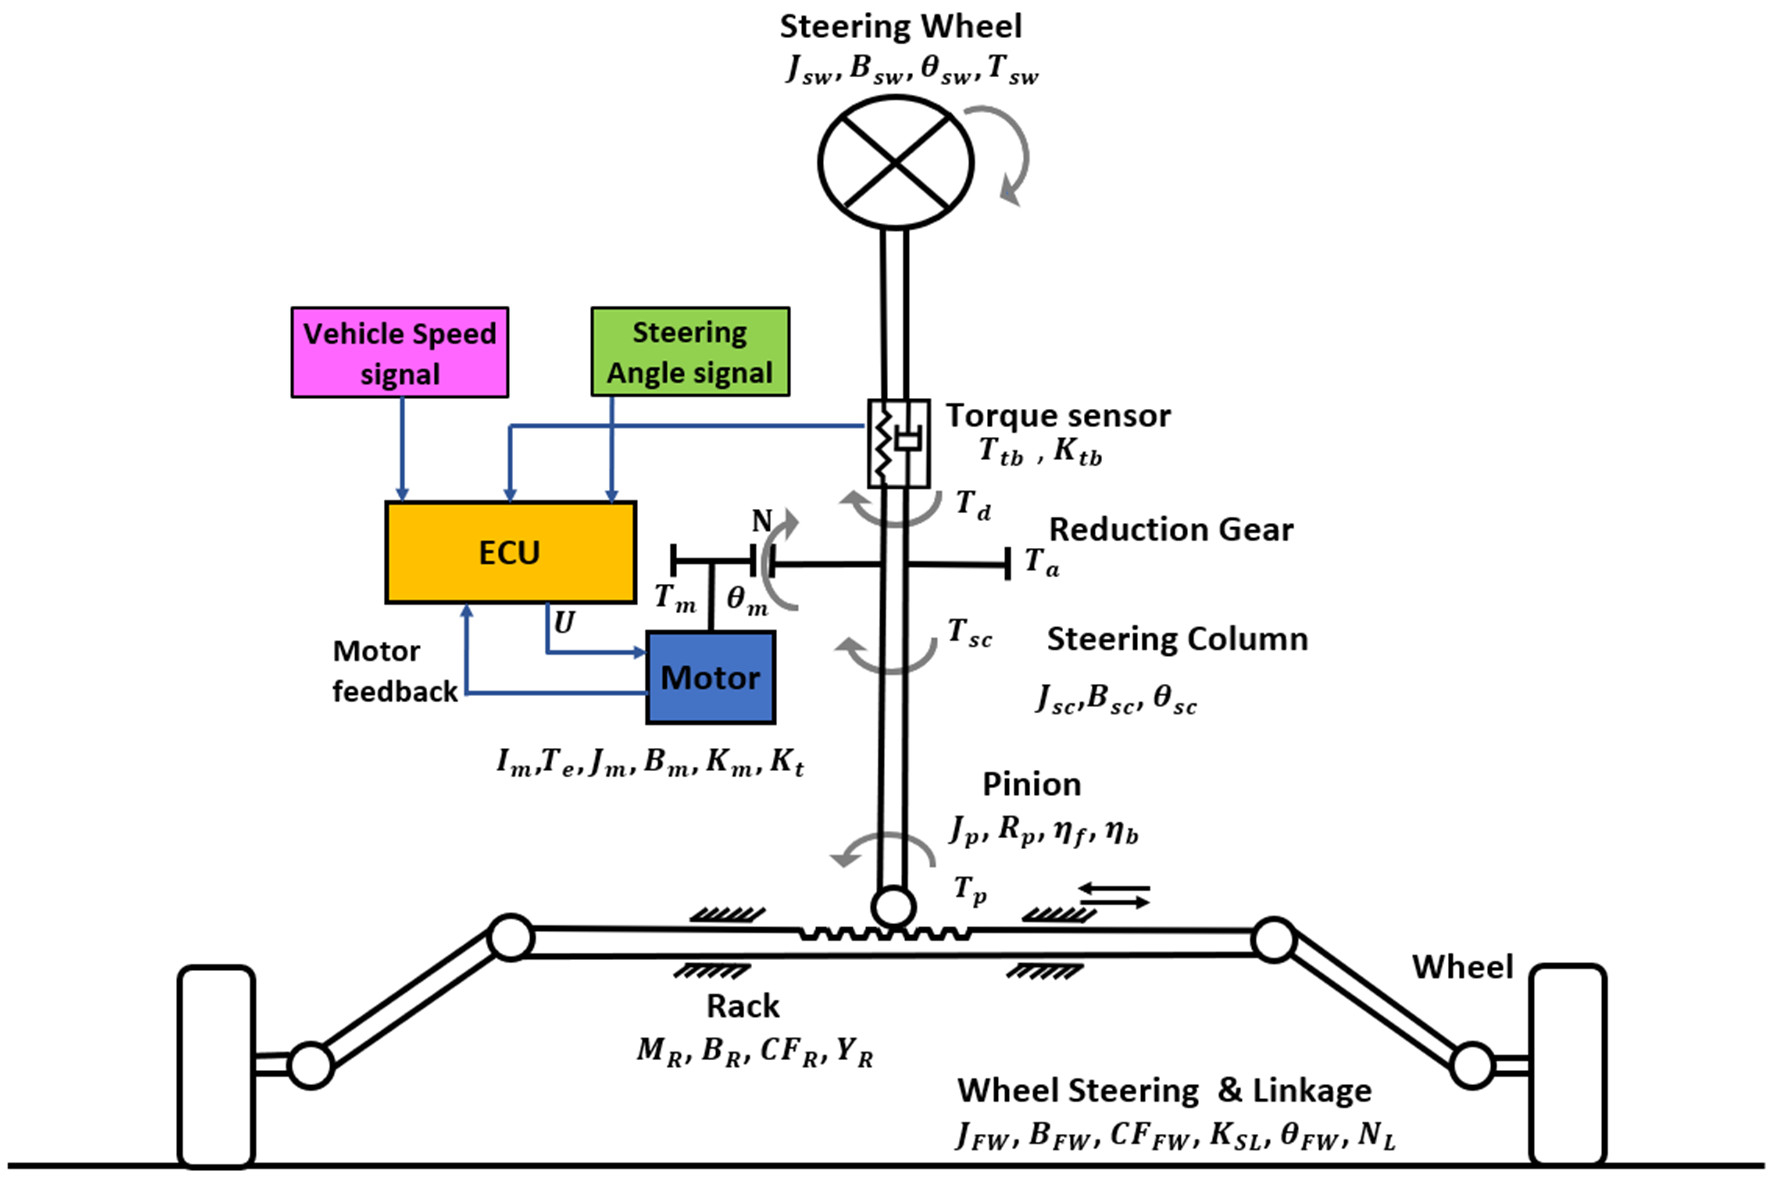 Steering Wheel
J_sw, B_sw, θ_sw, T_sw
Vehicle Speed
signal
Steering
Angle signal
Torque sensor
T_tb , K_tb
T_d
N
Reduction Gear
T_a
ECU
T_m
θ_m
U
T_sc
Steering Column
Motor
feedback
Motor
J_sc,B_sc, θ_sc
I_m,T_e,J_m, B_m, K_m, K_t
Pinion
J_p, R_p, η_f, η_b
T_p
Wheel
Rack
M_R, B_R, CF_R, Y_R
Wheel Steering & Linkage
J_FW, B_FW, CF_FW, K_SL, θ_FW, N_L